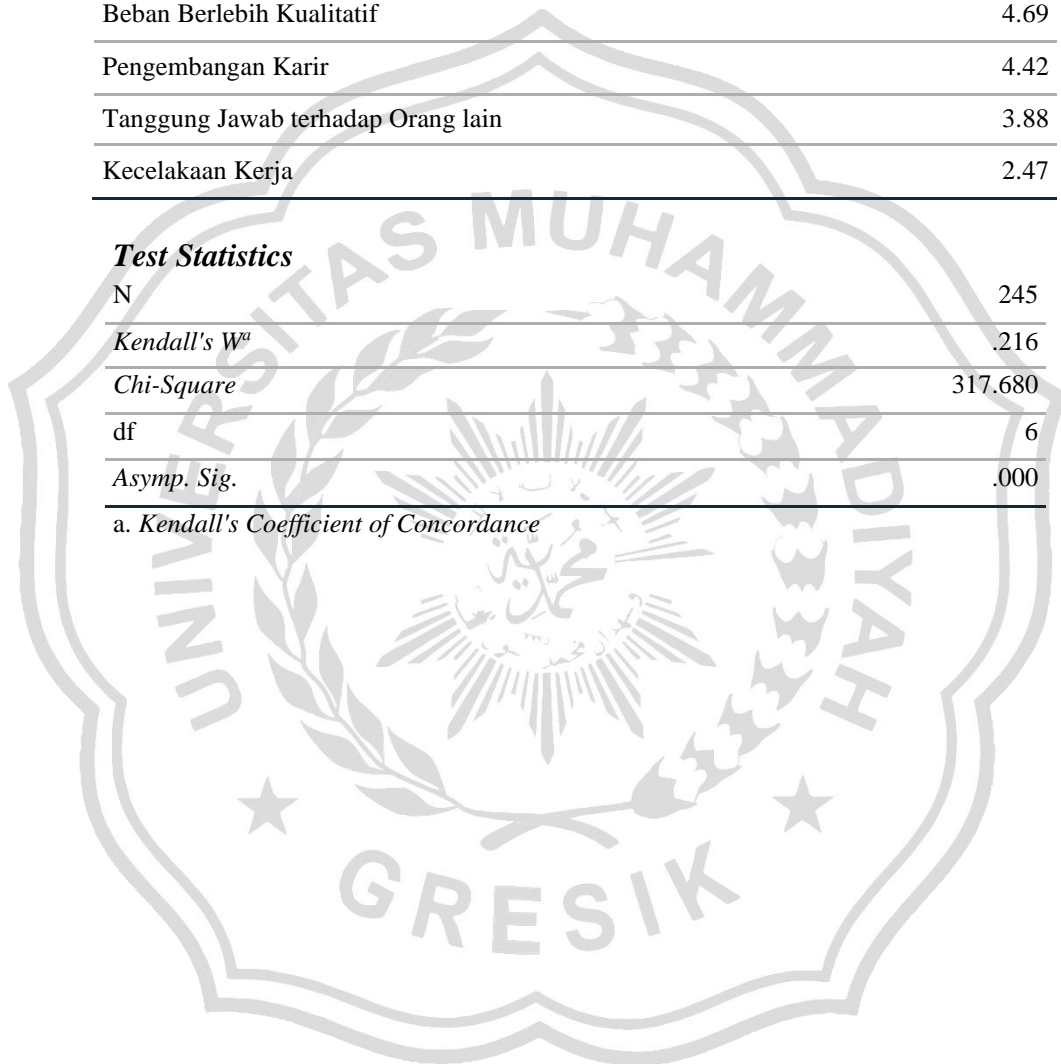 Beban Berlebih Kualitatif 4.69
Pengembangan Karir 4.42
Tanggung Jawab terhadap Orang lain 3.88
Kecelakaan Kerja 2.47
Test Statistics
N 245
Kendall's Wa .216
Chi-Square 317.680
df 6
Asymp. Sig. .000
a. Kendall's Coefficient of Concordance
UNIVERSITAS MUHAMMADIYAH
GRESIK
محمد